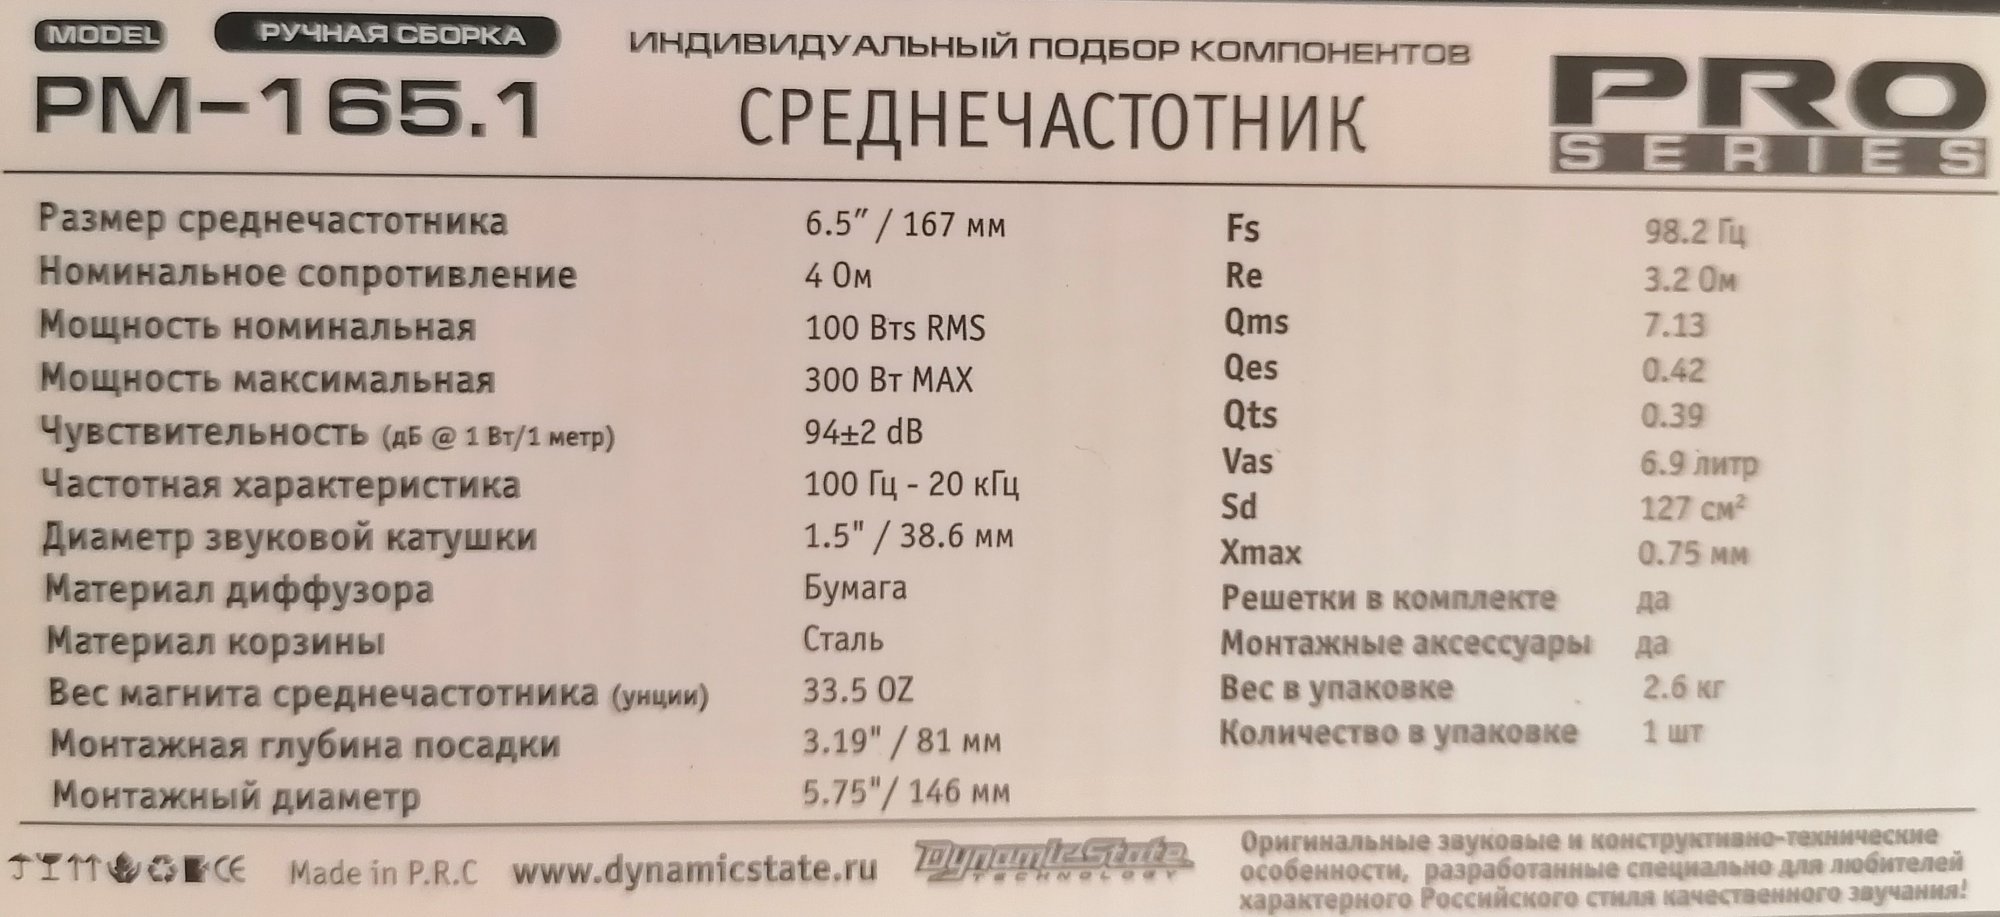 MODEL
РУЧНАЯ СБОРКА
ИНДИВИДУАЛЬНЫЙ ПОДБОР КОМПОНЕНТОВ
PM-165.1
СРЕДНЕЧАСТОТНИК
PRO
SERIES
Размер среднечастотника 6.5″ / 167 мм
Номинальное сопротивление 4 Ом
Мощность номинальная 100 Втs RMS
Мощность максимальная 300 Вт MAX
Чувствительность (дБ @ 1 Вт/1 метр) 94±2 dB
Частотная характеристика 100 Гц - 20 кГц
Диаметр звуковой катушки 1.5" / 38.6 мм
Материал диффузора Бумага
Материал корзины Сталь
Вес магнита среднечастотника (унции) 33.5 OZ
Монтажная глубина посадки 3.19" / 81 мм
Монтажный диаметр 5.75"/ 146 мм
Fs 98.2 Гц
Re 3.2 Ом
Qms 7.13
Qes 0.42
Qts 0.39
Vas 6.9 литр
Sd 127 см²
Xmax 0.75 мм
Решетки в комплекте да
Монтажные аксессуары да
Вес в упаковке 2.6 кг
Количество в упаковке 1 шт
CE Made in P.R.C www.dynamicstate.ru
DynamicState
TECHNOLOGY
Оригинальные звуковые и конструктивно-технические
особенности, разработанные специально для любителей
характерного Российского стиля качественного звучания!